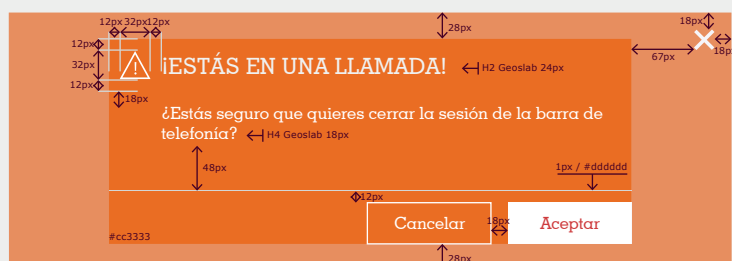 12px 32px 12px
28px
18px
12px
¡ESTÁS EN UNA LLAMADA!
H2 Geoslab 24px
18px
67px
32px
12px
18px
¿Estás seguro que quieres cerrar la sesión de la barra de
telefonía?
H4 Geoslab 18px
48px
1px / #dddddd
12px
Cancelar
18px
Aceptar
#cc3333
28px